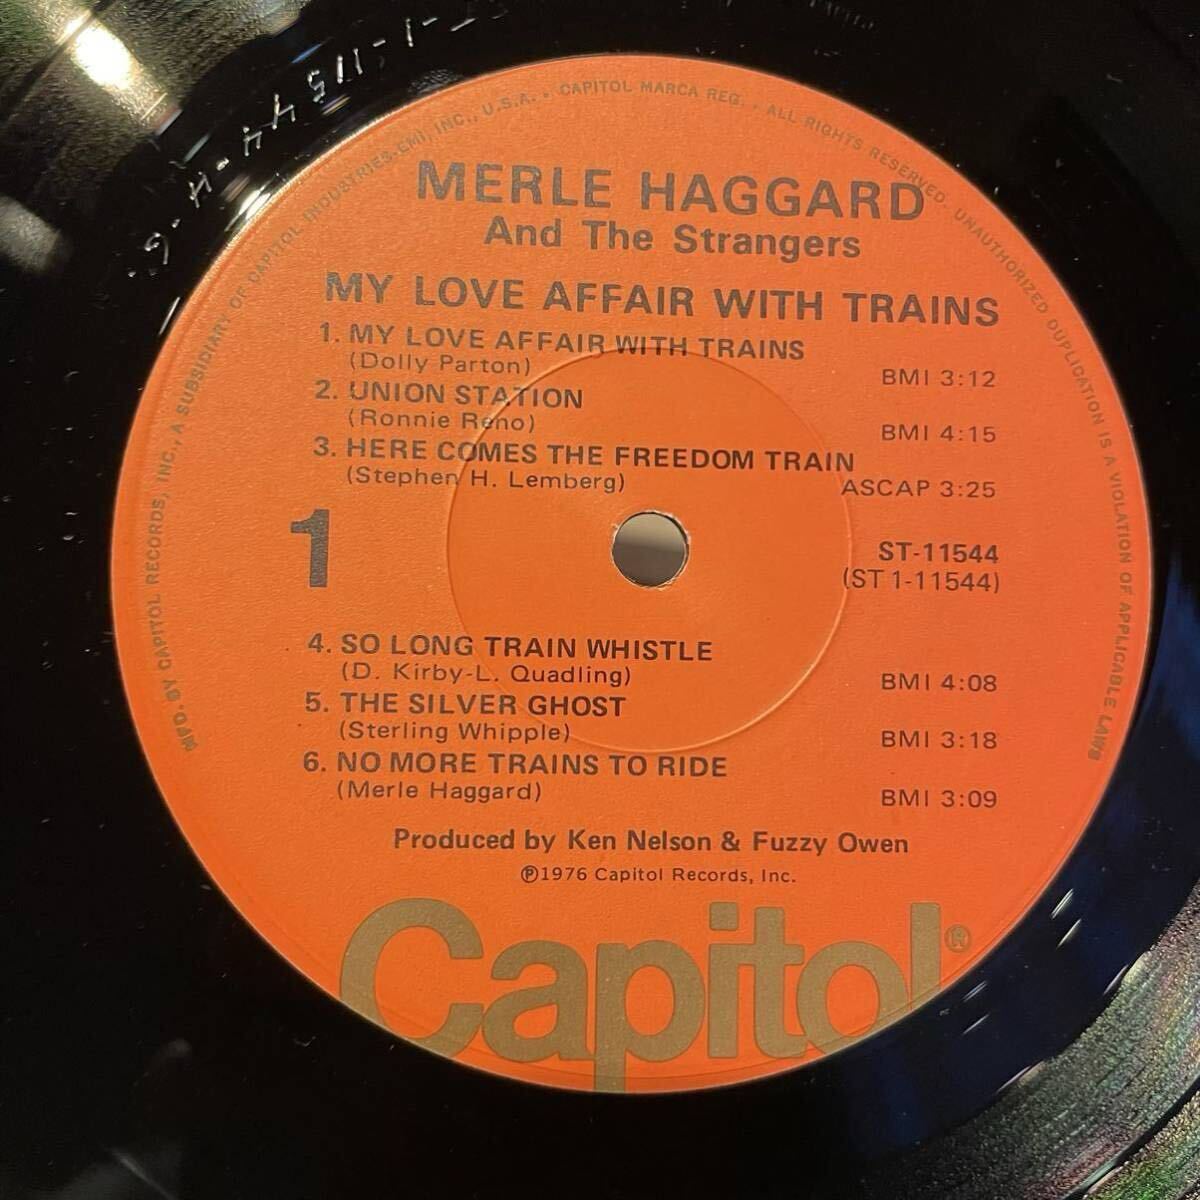 MFD. BY CAPITOL RECORDS, INC., A SUBSIDIARY OF CAPITOL INDUSTRIES-EMI, INC., U.S.A. • CAPITOL MARCA REG. • ALL RIGHTS RESERVED. UNAUTHORIZED DUPLICATION IS A VIOLATION OF APPLICABLE LAWS
MERLE HAGGARD
And The Strangers
MY LOVE AFFAIR WITH TRAINS
1. MY LOVE AFFAIR WITH TRAINS
(Dolly Parton) BMI 3:12
2. UNION STATION
(Ronnie Reno) BMI 4:15
3. HERE COMES THE FREEDOM TRAIN
(Stephen H. Lemberg) ASCAP 3:25
1
ST-11544
(ST 1-11544)
4. SO LONG TRAIN WHISTLE
(D. Kirby-L. Quadling) BMI 4:08
5. THE SILVER GHOST
(Sterling Whipple) BMI 3:18
6. NO MORE TRAINS TO RIDE
(Merle Haggard) BMI 3:09
Produced by Ken Nelson & Fuzzy Owen
℗1976 Capitol Records, Inc.
Capitol®